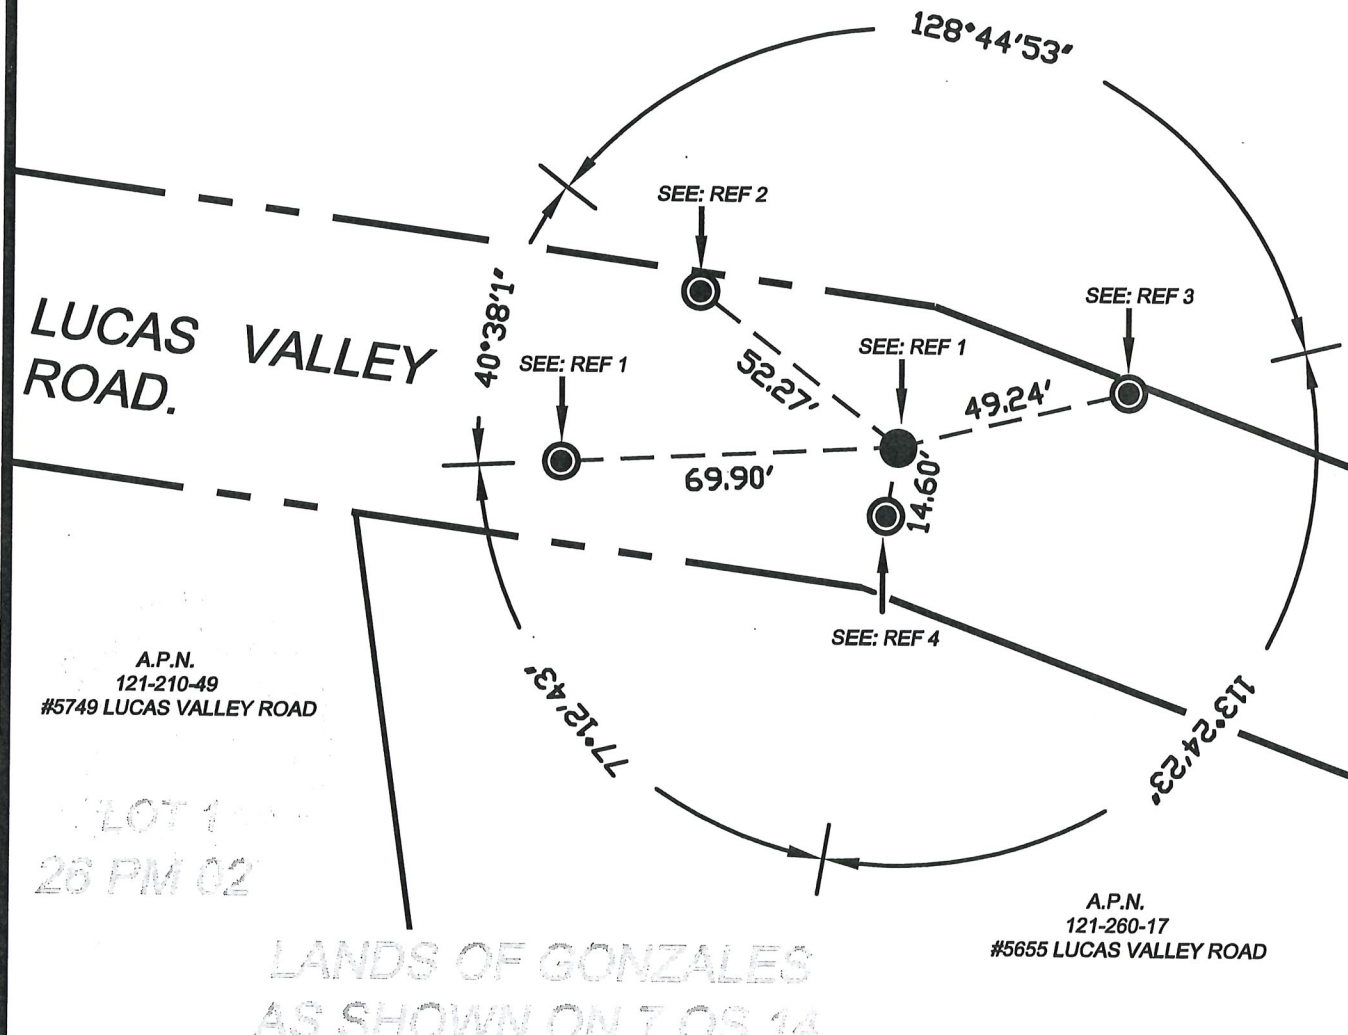 128°44'53"
SEE: REF 2
40°38'1"
LUCAS VALLEY
ROAD.
SEE: REF 3
SEE: REF 1
SEE: REF 1
52.27'
49.24'
69.90'
14.60'
SEE: REF 4
A.P.N.
121-210-49
#5749 LUCAS VALLEY ROAD
77°12'43"
113°24'23"
LOT 1
26 PM 02
A.P.N.
121-260-17
#5655 LUCAS VALLEY ROAD
LANDS OF GONZALES
AS SHOWN ON 7 OS 14